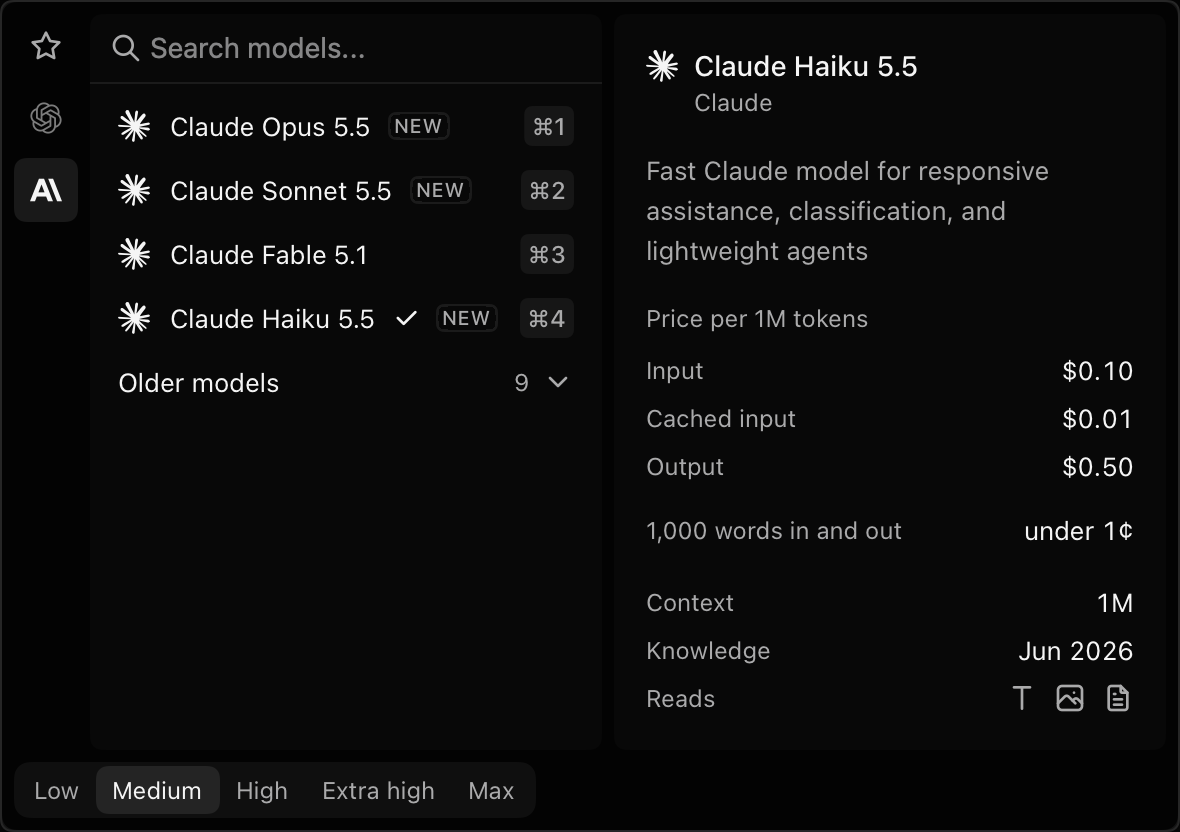 Search models...
Claude Opus 5.5 NEW ⌘1
Claude Sonnet 5.5 NEW ⌘2
Claude Fable 5.1 ⌘3
Claude Haiku 5.5 NEW ⌘4
Older models 9
Claude Haiku 5.5
Claude
Fast Claude model for responsive
assistance, classification, and
lightweight agents
Price per 1M tokens
Input $0.10
Cached input $0.01
Output $0.50
1,000 words in and out under 1¢
Context 1M
Knowledge Jun 2026
Reads
Low Medium High Extra high Max